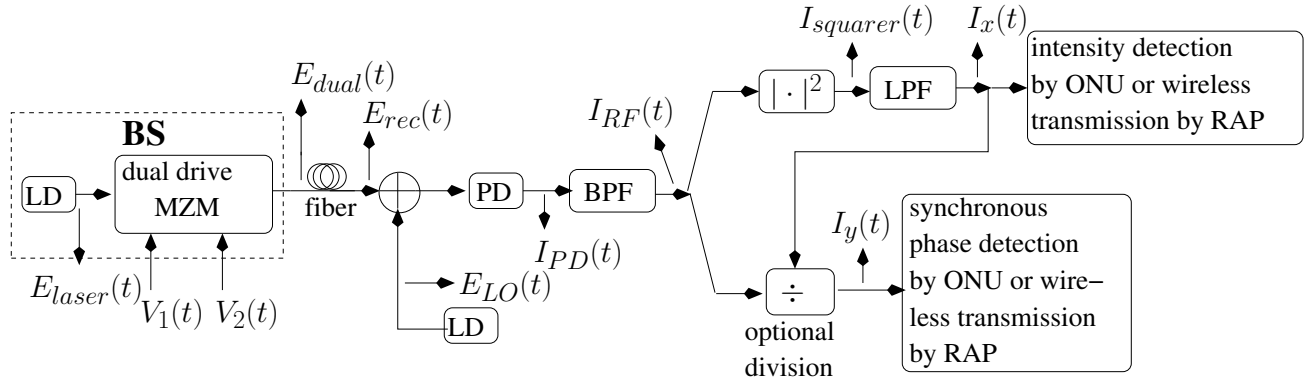 I_{squarer}(t)
I_x(t)
intensity detection
by ONU or wireless
transmission by RAP
E_{dual}(t)
E_{rec}(t)
I_{RF}(t)
| · |^2
LPF
BS
dual drive
MZM
LD
fiber
PD
BPF
I_{PD}(t)
E_{laser}(t)
V_1(t)
V_2(t)
E_{LO}(t)
LD
÷
optional
division
I_y(t)
synchronous
phase detection
by ONU or wire–
less transmission
by RAP